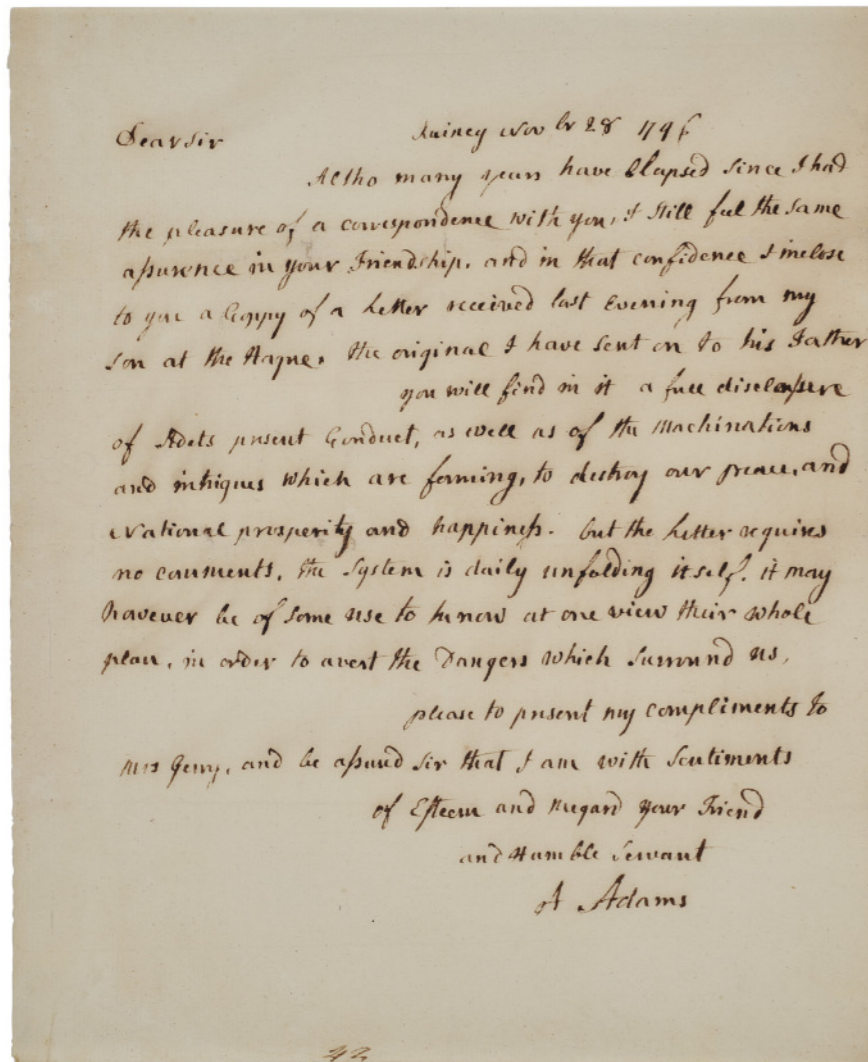 Dear Sir Quincy Novbr 28 1796
Altho many years have Elapsed since I had
the pleasure of a correspondence with you, I still feel the same
assurence in your Friendship. and in that confidence I inclose
to you a Coppy of a Letter received last Evening from my
son at the Hague. the original I have sent on to his Father
you will find in it a full disclosure
of Adets present Conduct, as well as of the Machinations
and intrigues which are forming, to destroy our peace, and
National prosperity and happiness. but the Letter requires
no comments, the System is daily unfolding itself. it may
however be of some use to know at one view their whole
plan, in order to avert the Dangers which surround us,
please to present my compliments to
Mrs Gerry, and be assured Sir that I am with Sentiments
of Esteem and Regard your Friend
and Humble Servant
A Adams